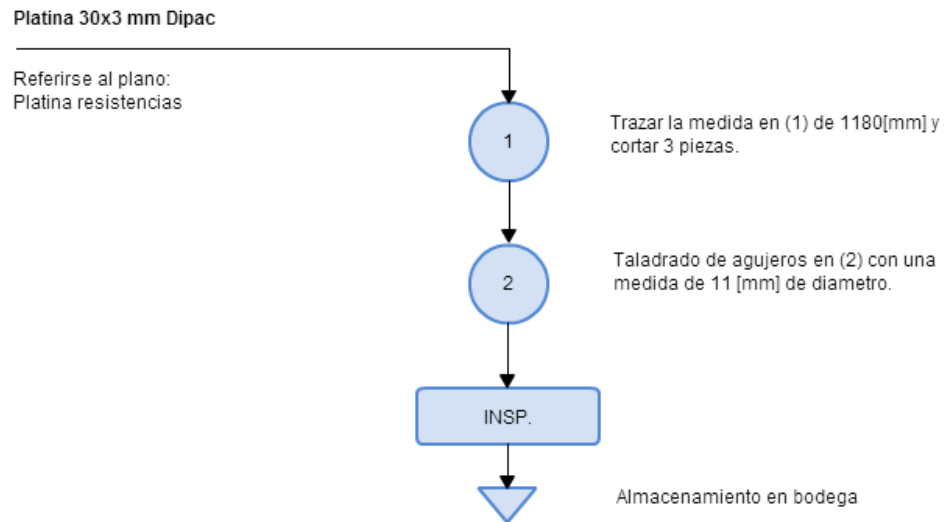 Platina 30x3 mm Dipac
Referirse al plano:
Platina resistencias
1
Trazar la medida en (1) de 1180[mm] y
cortar 3 piezas.
2
Taladrado de agujeros en (2) con una
medida de 11 [mm] de diametro.
INSP.
Almacenamiento en bodega